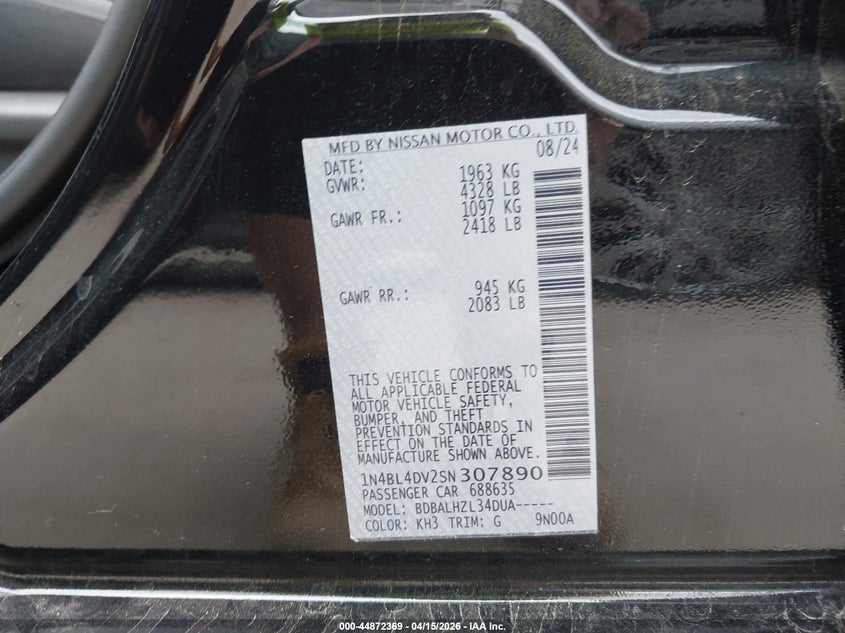 MFD BY NISSAN MOTOR CO., LTD.
DATE: 08/24
GVWR: 1963 KG
4328 LB
GAWR FR.: 1097 KG
2418 LB
GAWR RR.: 945 KG
2083 LB
THIS VEHICLE CONFORMS TO
ALL APPLICABLE FEDERAL
MOTOR VEHICLE SAFETY,
BUMPER, AND THEFT
PREVENTION STANDARDS IN
EFFECT ON THE DATE OF
MANUFACTURE SHOWN ABOVE.
1N4BL4DV2SN307890
PASSENGER CAR 688635
MODEL: BDBALHZL34DUA-----
COLOR: KH3 TRIM: G 9N00A
000-44872369 - 04/15/2026 - IAA, Inc.